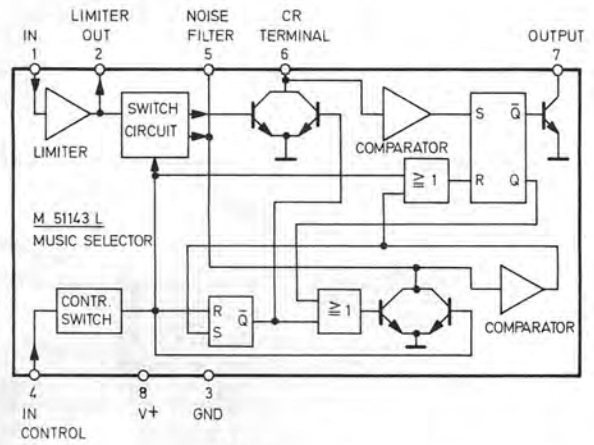 LIMITER
OUT
NOISE
FILTER
CR
TERMINAL
IN
OUTPUT
1
2
5
6
7
LIMITER
SWITCH
CIRCUIT
COMPARATOR
S
Q̅
R
Q
≥ 1
M 51143 L
MUSIC SELECTOR
CONTR.
SWITCH
R
S
Q̅
≥ 1
COMPARATOR
4
8
3
IN
CONTROL
V+
GND